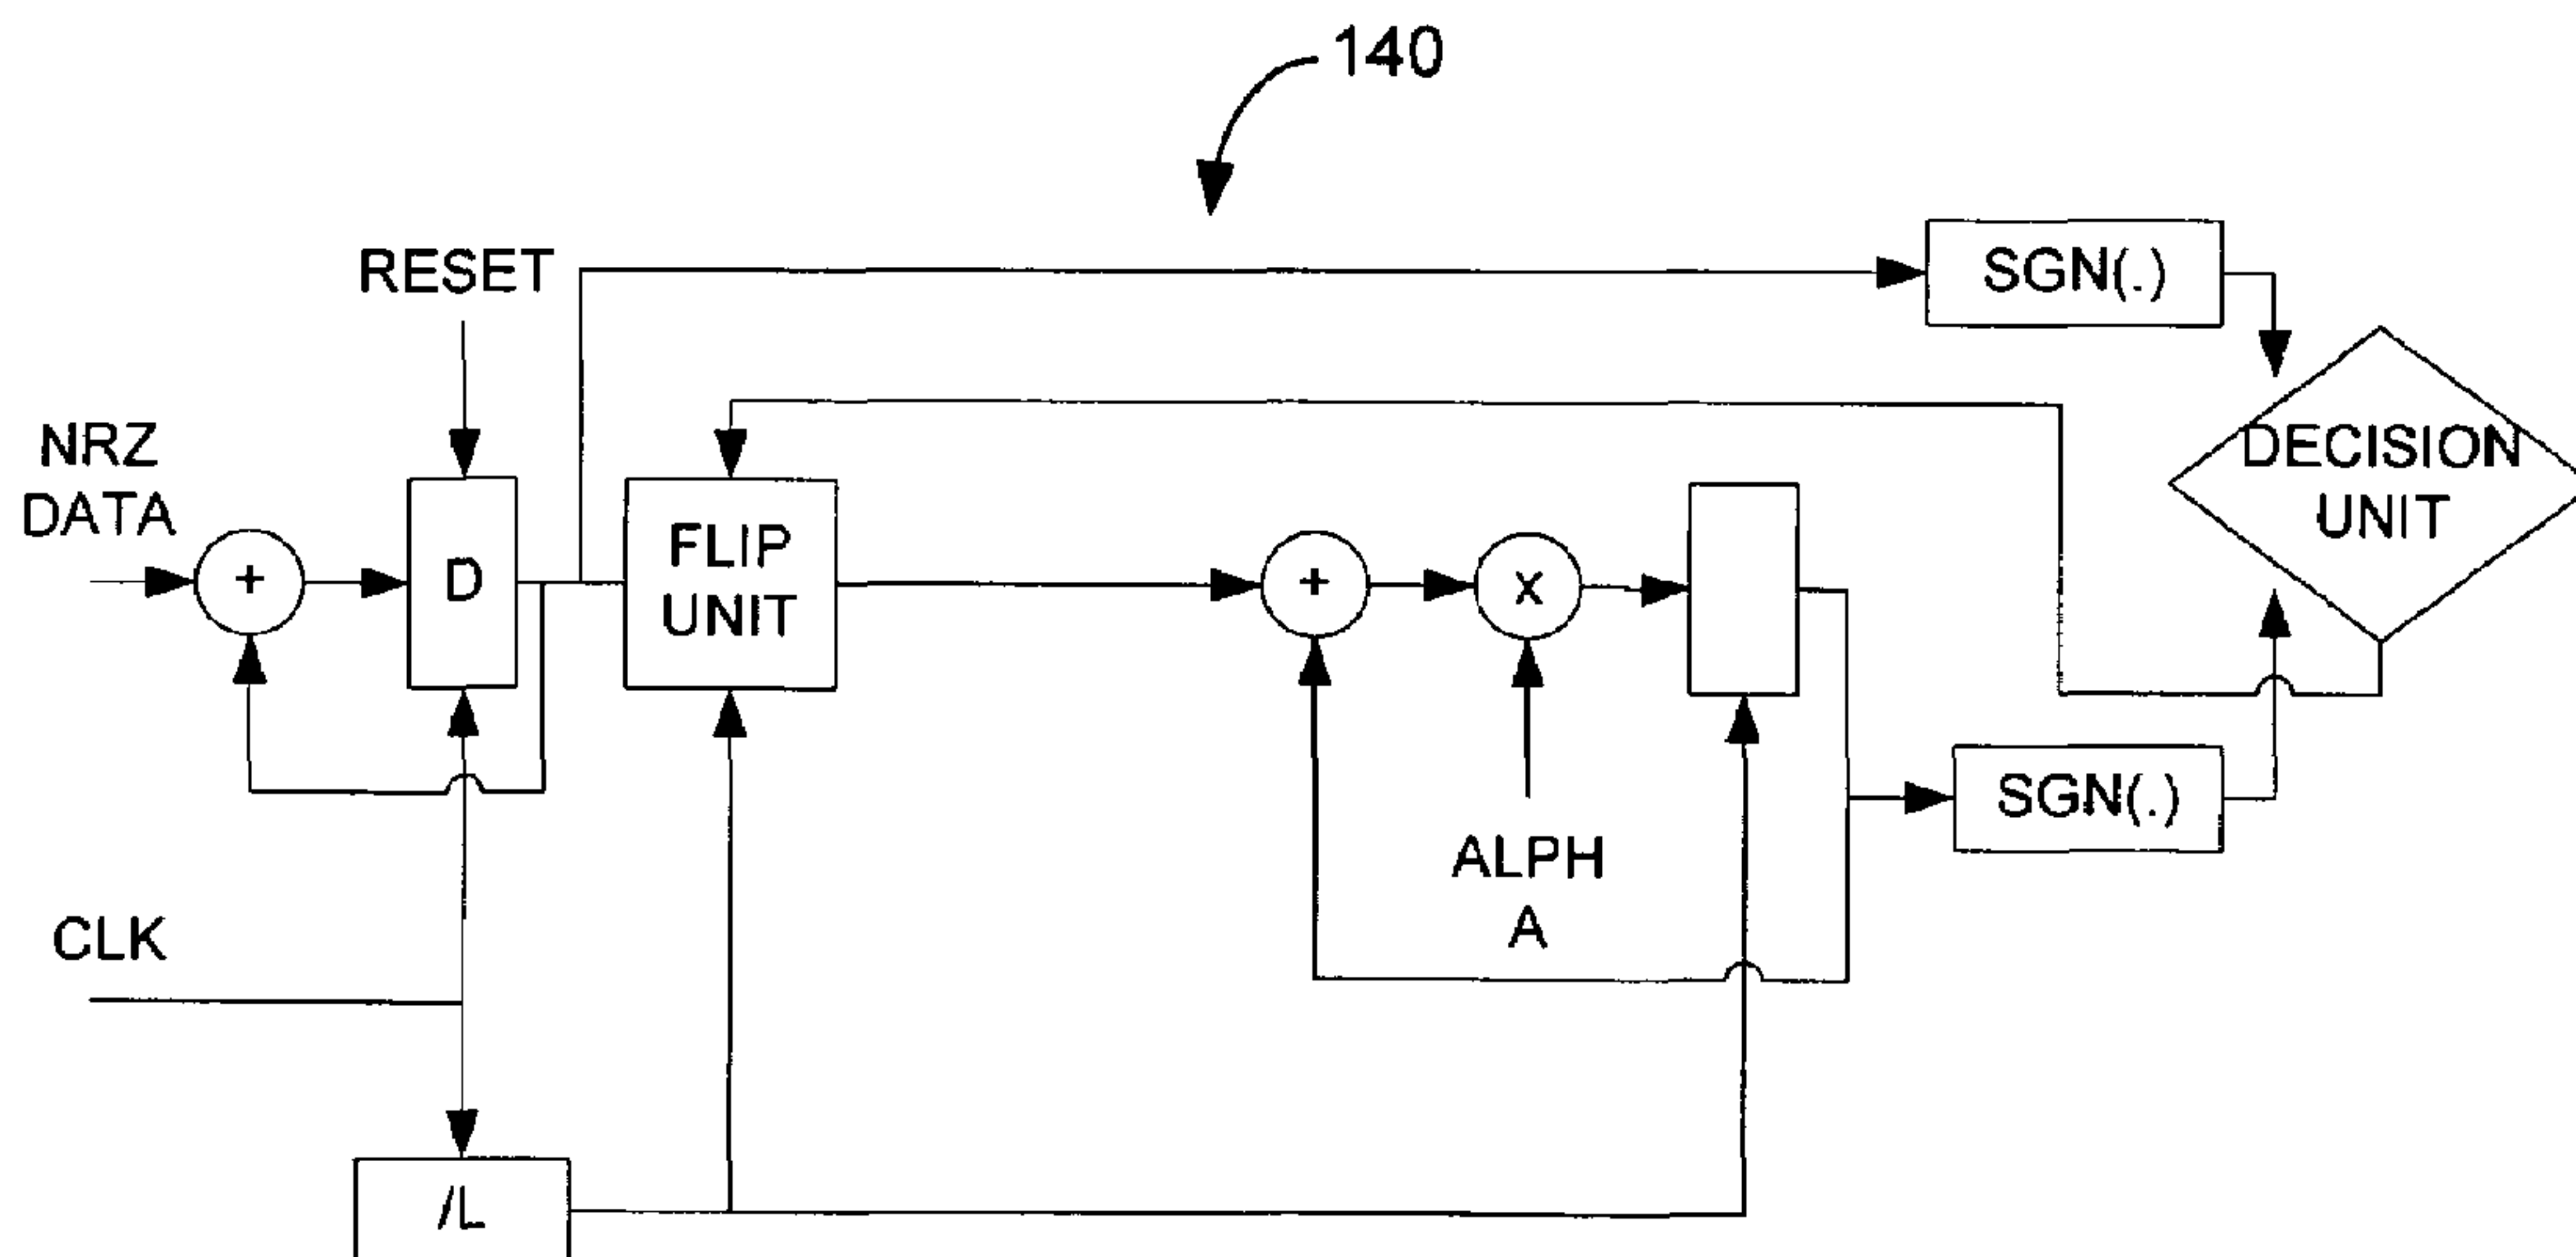 140
RESET
SGN(.)
NRZ
DATA
DECISION
UNIT
+
D
FLIP
UNIT
+
X
SGN(.)
ALPH
A
CLK
/L